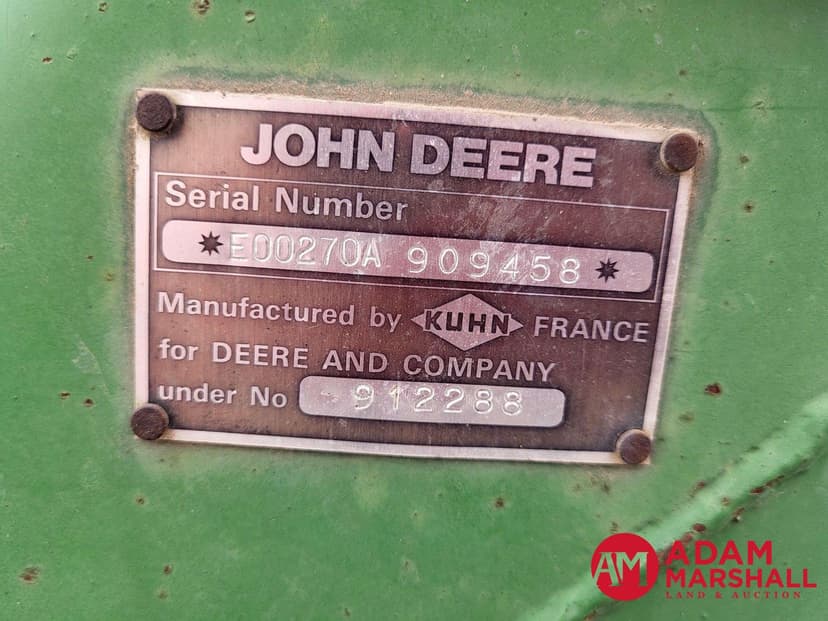 JOHN DEERE
Serial Number
*E00270A 909458*
Manufactured by KUHN FRANCE
for DEERE AND COMPANY
under No 912288
AM ADAM
MARSHALL
LAND & AUCTION